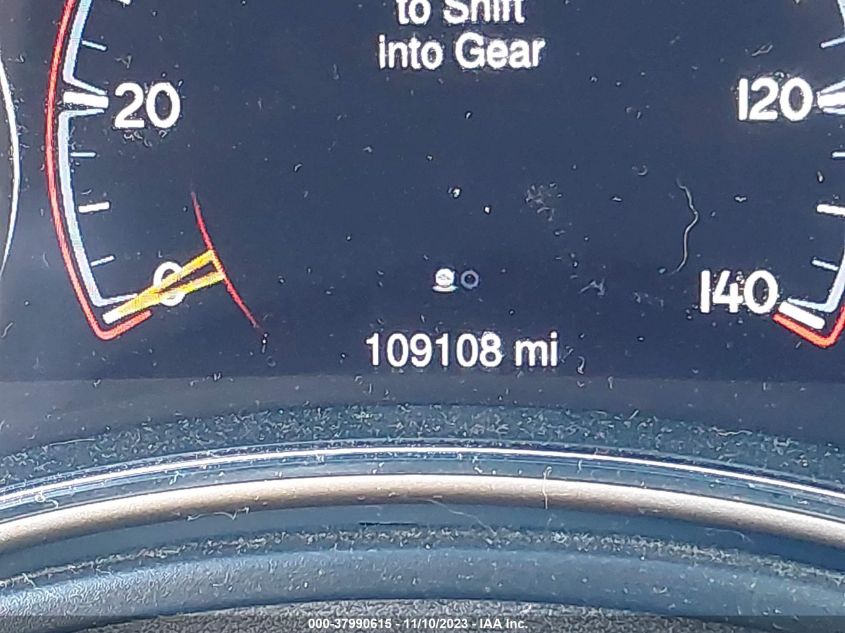 to Shift
into Gear
20
120
0
140
109108 mi
000-37990615 - 11/10/2023 - IAA Inc.